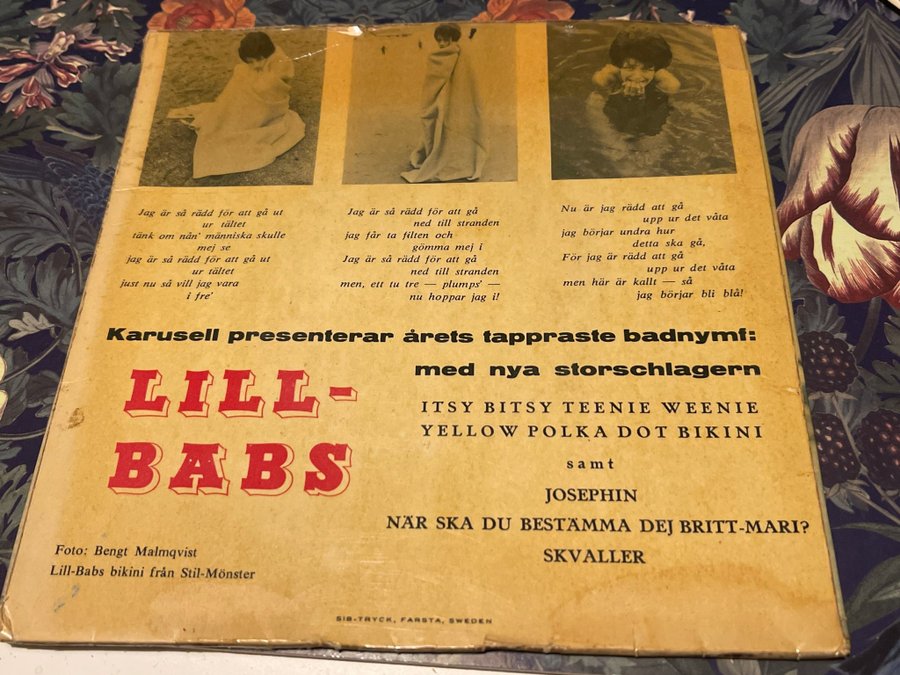 Jag är så rädd för att gå ut
ur tältet
tänk om nån' människa skulle
mej se
jag är så rädd för att gå ut
ur tältet
just nu så vill jag vara
i fre'
Jag är så rädd för att gå
ned till stranden
jag får ta filten och
gömma mej i
Jag är så rädd för att gå
ned till stranden
men, ett tu tre — plumps' —
nu hoppar jag i!
Nu är jag rädd att gå
upp ur det våta
jag börjar undra hur
detta ska gå,
För jag är rädd att gå
upp ur det våta
men här är kallt — så
jag börjar bli blå!
Karusell presenterar årets tappraste badnymf:
LILL-
BABS
med nya storschlagern
ITSY BITSY TEENIE WEENIE
YELLOW POLKA DOT BIKINI
samt
JOSEPHIN
NÄR SKA DU BESTÄMMA DEJ BRITT-MARI?
SKVALLER
Foto: Bengt Malmqvist
Lill-Babs bikini från Stil-Mönster
SIB-TRYCK, FARSTA, SWEDEN